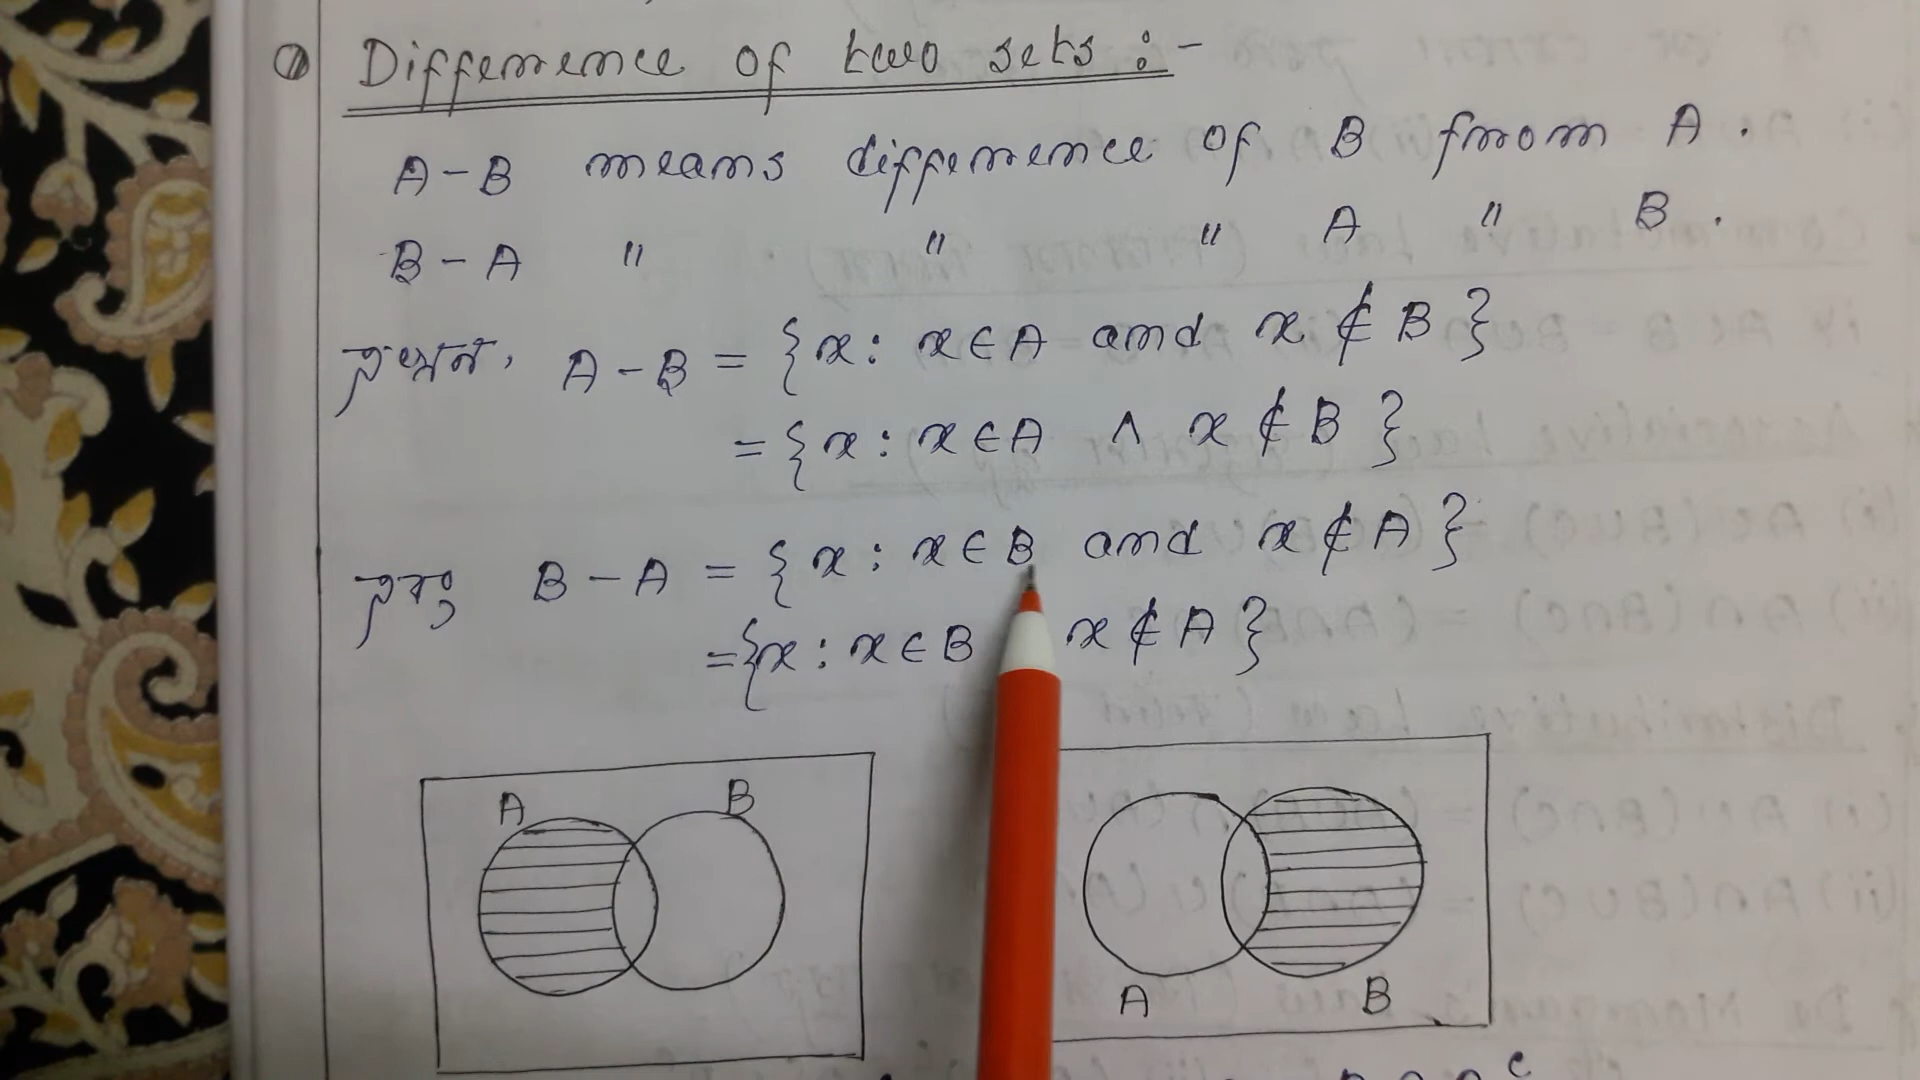 Difference of two sets :-
A - B means difference of B from A .
B - A " " " A " B .
A - B = {x : x ∈ A and x ∉ B}
= {x : x ∈ A ∧ x ∉ B }
B - A = {x : x ∈ B and x ∉ A }
= {x : x ∈ B x ∉ A }
A B
A B